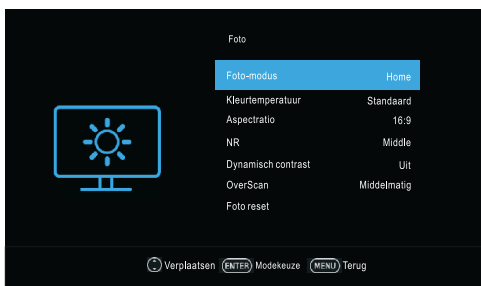 Foto
Foto-modus Home
Kleurtemperatuur Standaard
Aspectratio 16:9
NR Middle
Dynamisch contrast Uit
OverScan Middelmatig
Foto reset
Verplaatsen ENTER Modekeuze MENU Terug